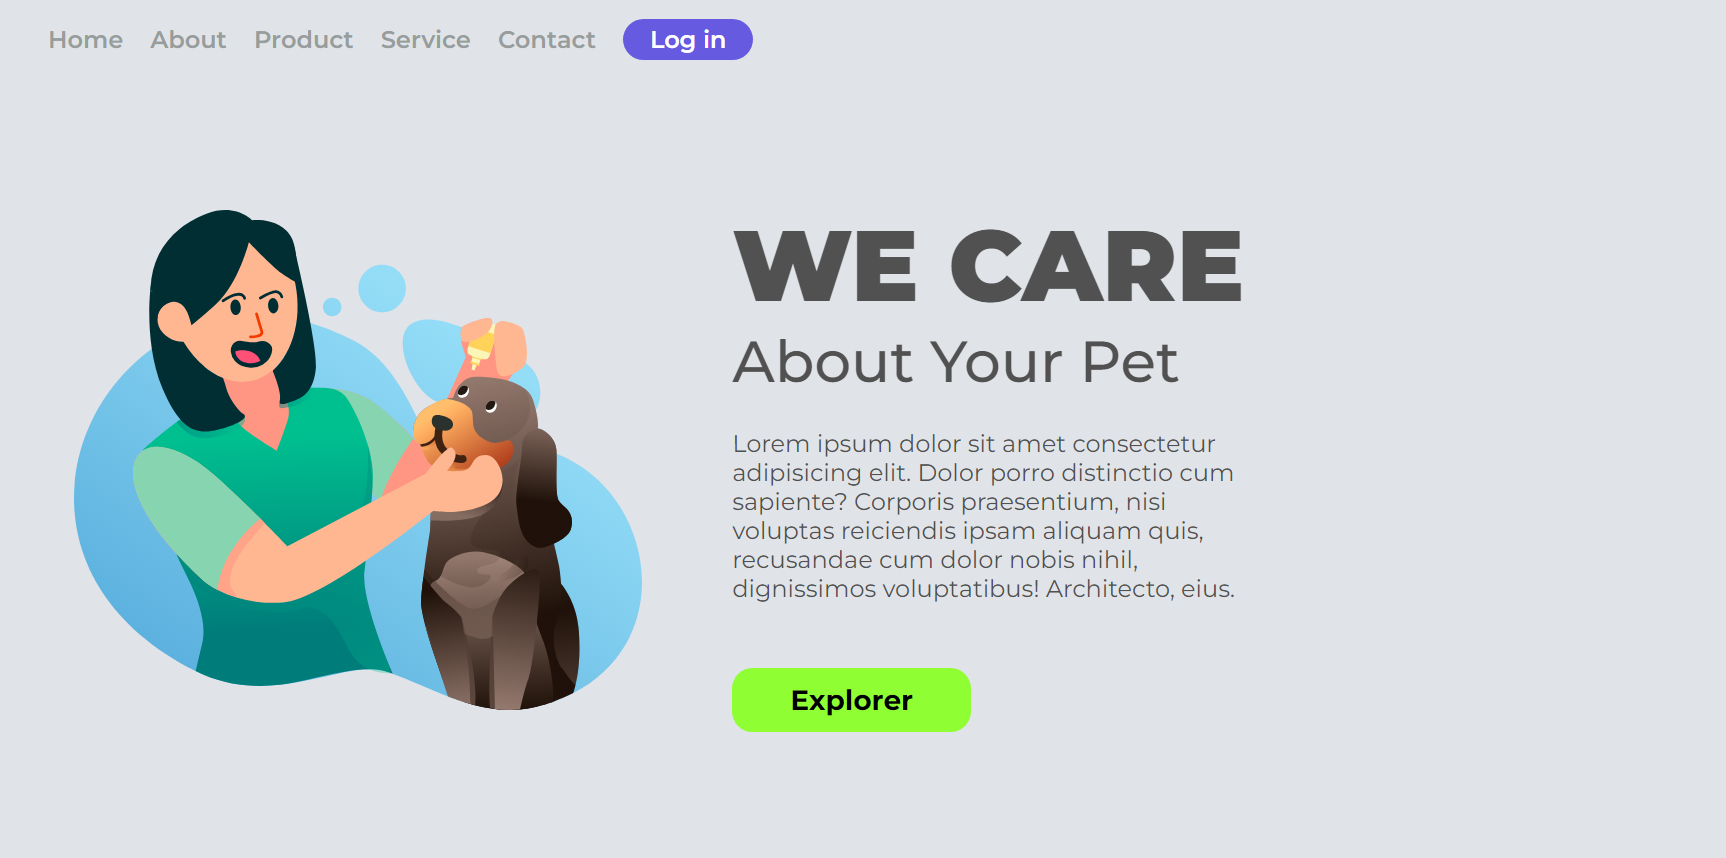 Home About Product Service Contact Log in
WE CARE
About Your Pet
Lorem ipsum dolor sit amet consectetur
adipisicing elit. Dolor porro distinctio cum
sapiente? Corporis praesentium, nisi
voluptas reiciendis ipsam aliquam quis,
recusandae cum dolor nobis nihil,
dignissimos voluptatibus! Architecto, eius.
Explorer